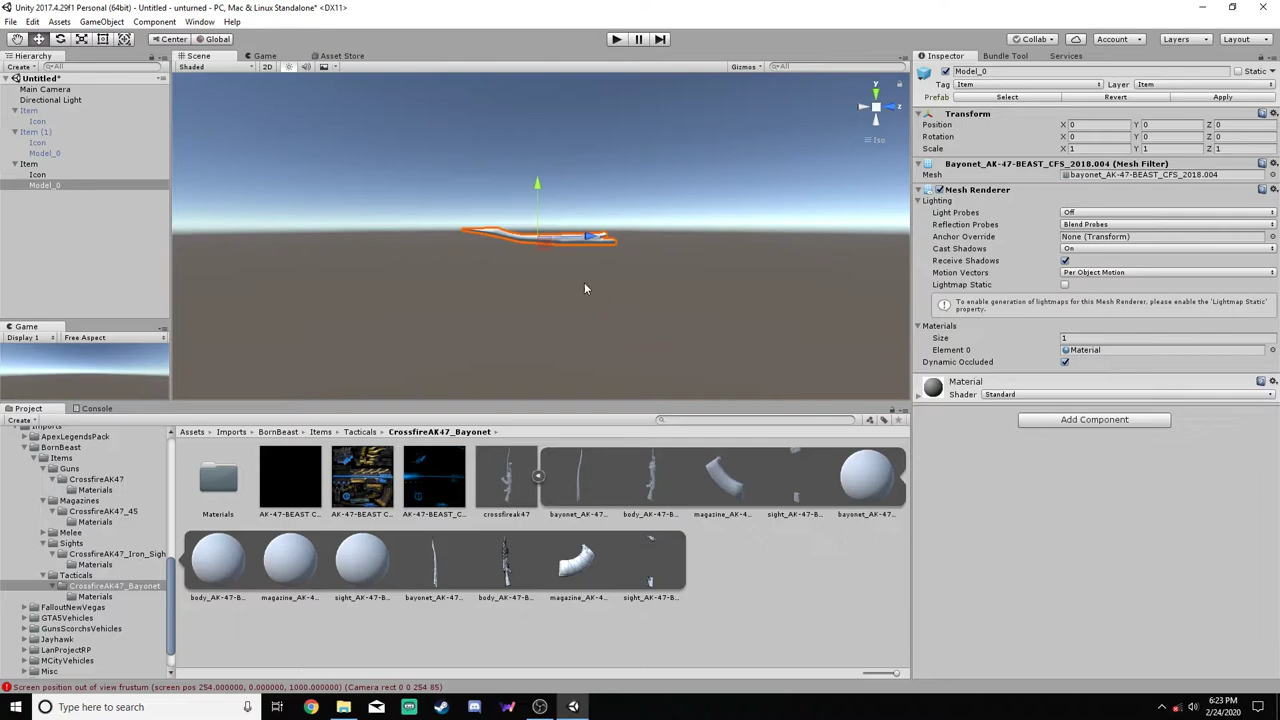 Unity 2017.4.29f1 Personal (64bit) - Untitled - unturned - PC, Mac & Linux Standalone* <DX11>
File Edit Assets GameObject Component Window Help
Center Global Collab Account Layers Layout
Hierarchy Scene Game Asset Store Inspector Bundle Tool Services
Create All Shaded 2D Gizmos All Model_0 Static
Untitled* Tag Item Layer Item
Main Camera Prefab Select Revert Apply
Directional Light
Item Transform
Icon Position X 0 Y 0 Z 0
Item (1) Rotation X 0 Y 0 Z 0
Icon Scale X 1 Y 1 Z 1
Model_0
Item Bayonet_AK-47-BEAST_CFS_2018.004 (Mesh Filter)
Icon Mesh bayonet_AK-47-BEAST_CFS_2018.004
Model_0 Mesh Renderer
y
z
Iso
Lighting
Light Probes Off
Reflection Probes Blend Probes
Anchor Override None (Transform)
Cast Shadows On
Receive Shadows
Motion Vectors Per Object Motion
Lightmap Static
To enable generation of lightmaps for this Mesh Renderer, please enable the 'Lightmap Static'
property.
Game Materials
Display 1 Free Aspect Size 1
Element 0 Material
Dynamic Occluded
Material
Shader Standard
Add Component
Project Console
Create
Imports
ApexLegendsPack
BornBeast
Items
Guns
CrossfireAK47
Materials
Magazines
CrossfireAK47_45
Materials
Melee
Sights
CrossfireAK47_Iron_Sigh
Materials
Tacticals
CrossfireAK47_Bayonet
Materials
FalloutNewVegas
GTA5Vehicles
GunsScorchsVehicles
Jayhawk
LanProjectRP
MCityVehicles
Misc
Assets Imports BornBeast Items Tacticals CrossfireAK47_Bayonet
Materials AK-47-BEAST C... AK-47-BEAST C... AK-47-BEAST_C... crossfireak47 bayonet_AK-47... body_AK-47-B... magazine_AK-4... sight_AK-47-B... bayonet_AK-47...
body_AK-47-B... magazine_AK-4... sight_AK-47-B... bayonet_AK-47... body_AK-47-B... magazine_AK-4... sight_AK-47-B...
Screen position out of view frustum (screen pos 254.000000, 0.000000, 1000.000000) (Camera rect 0 0 254 85)
Type here to search
6:23 PM
2/24/2020